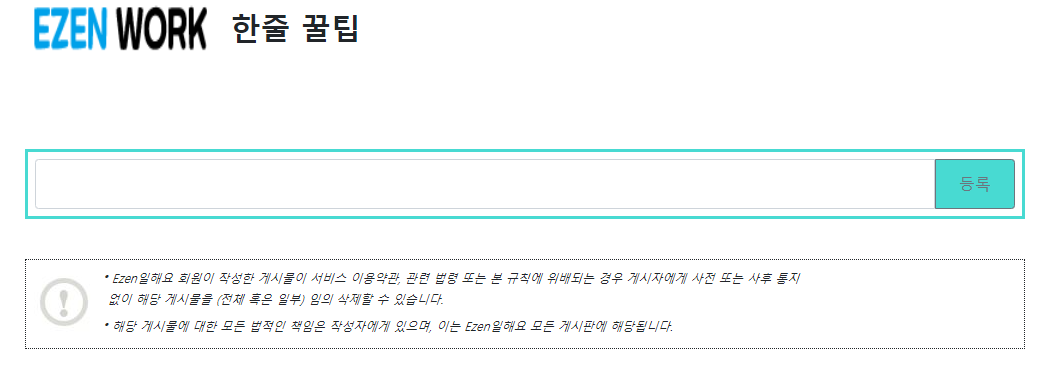 EZEN WORK 한줄 꿀팁
등록
* Ezen일해요 회원이 작성한 게시물이 서비스 이용약관, 관련 법령 또는 본 규칙에 위배되는 경우 게시자에게 사전 또는 사후 통지
없이 해당 게시물을 (전체 혹은 일부) 임의 삭제할 수 있습니다.
* 해당 게시물에 대한 모든 법적인 책임은 작성자에게 있으며, 이는 Ezen일해요 모든 게시판에 해당됩니다.